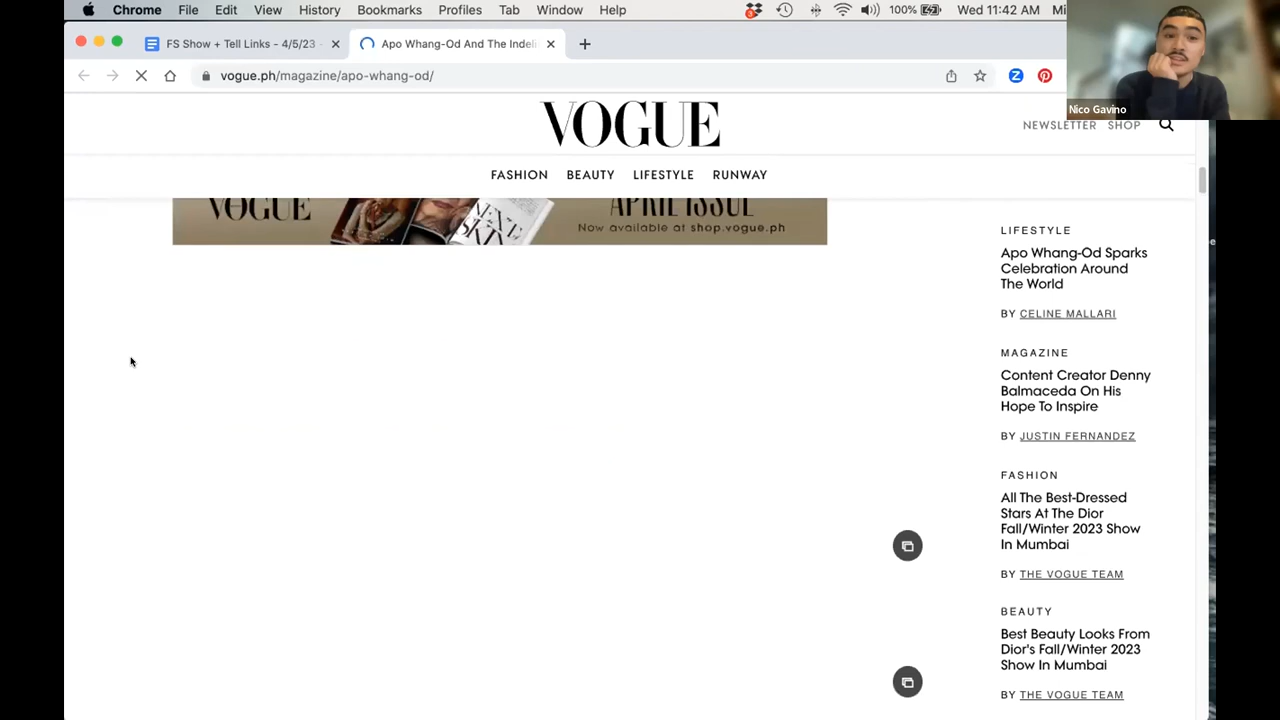 Chrome File Edit View History Bookmarks Profiles Tab Window Help 3 100% Wed 11:42 AM Mi
FS Show + Tell Links - 4/5/23 - Apo Whang-Od And The Indeli
vogue.ph/magazine/apo-whang-od/
Z
Nico Gavino
VOGUE
NEWSLETTER SHOP
FASHION BEAUTY LIFESTYLE RUNWAY
VOGUE
APRIL ISSUE
Now available at shop.vogue.ph
LIFESTYLE
Apo Whang-Od Sparks
Celebration Around
The World
BY CELINE MALLARI
MAGAZINE
Content Creator Denny
Balmaceda On His
Hope To Inspire
BY JUSTIN FERNANDEZ
FASHION
All The Best-Dressed
Stars At The Dior
Fall/Winter 2023 Show
In Mumbai
BY THE VOGUE TEAM
BEAUTY
Best Beauty Looks From
Dior's Fall/Winter 2023
Show In Mumbai
BY THE VOGUE TEAM